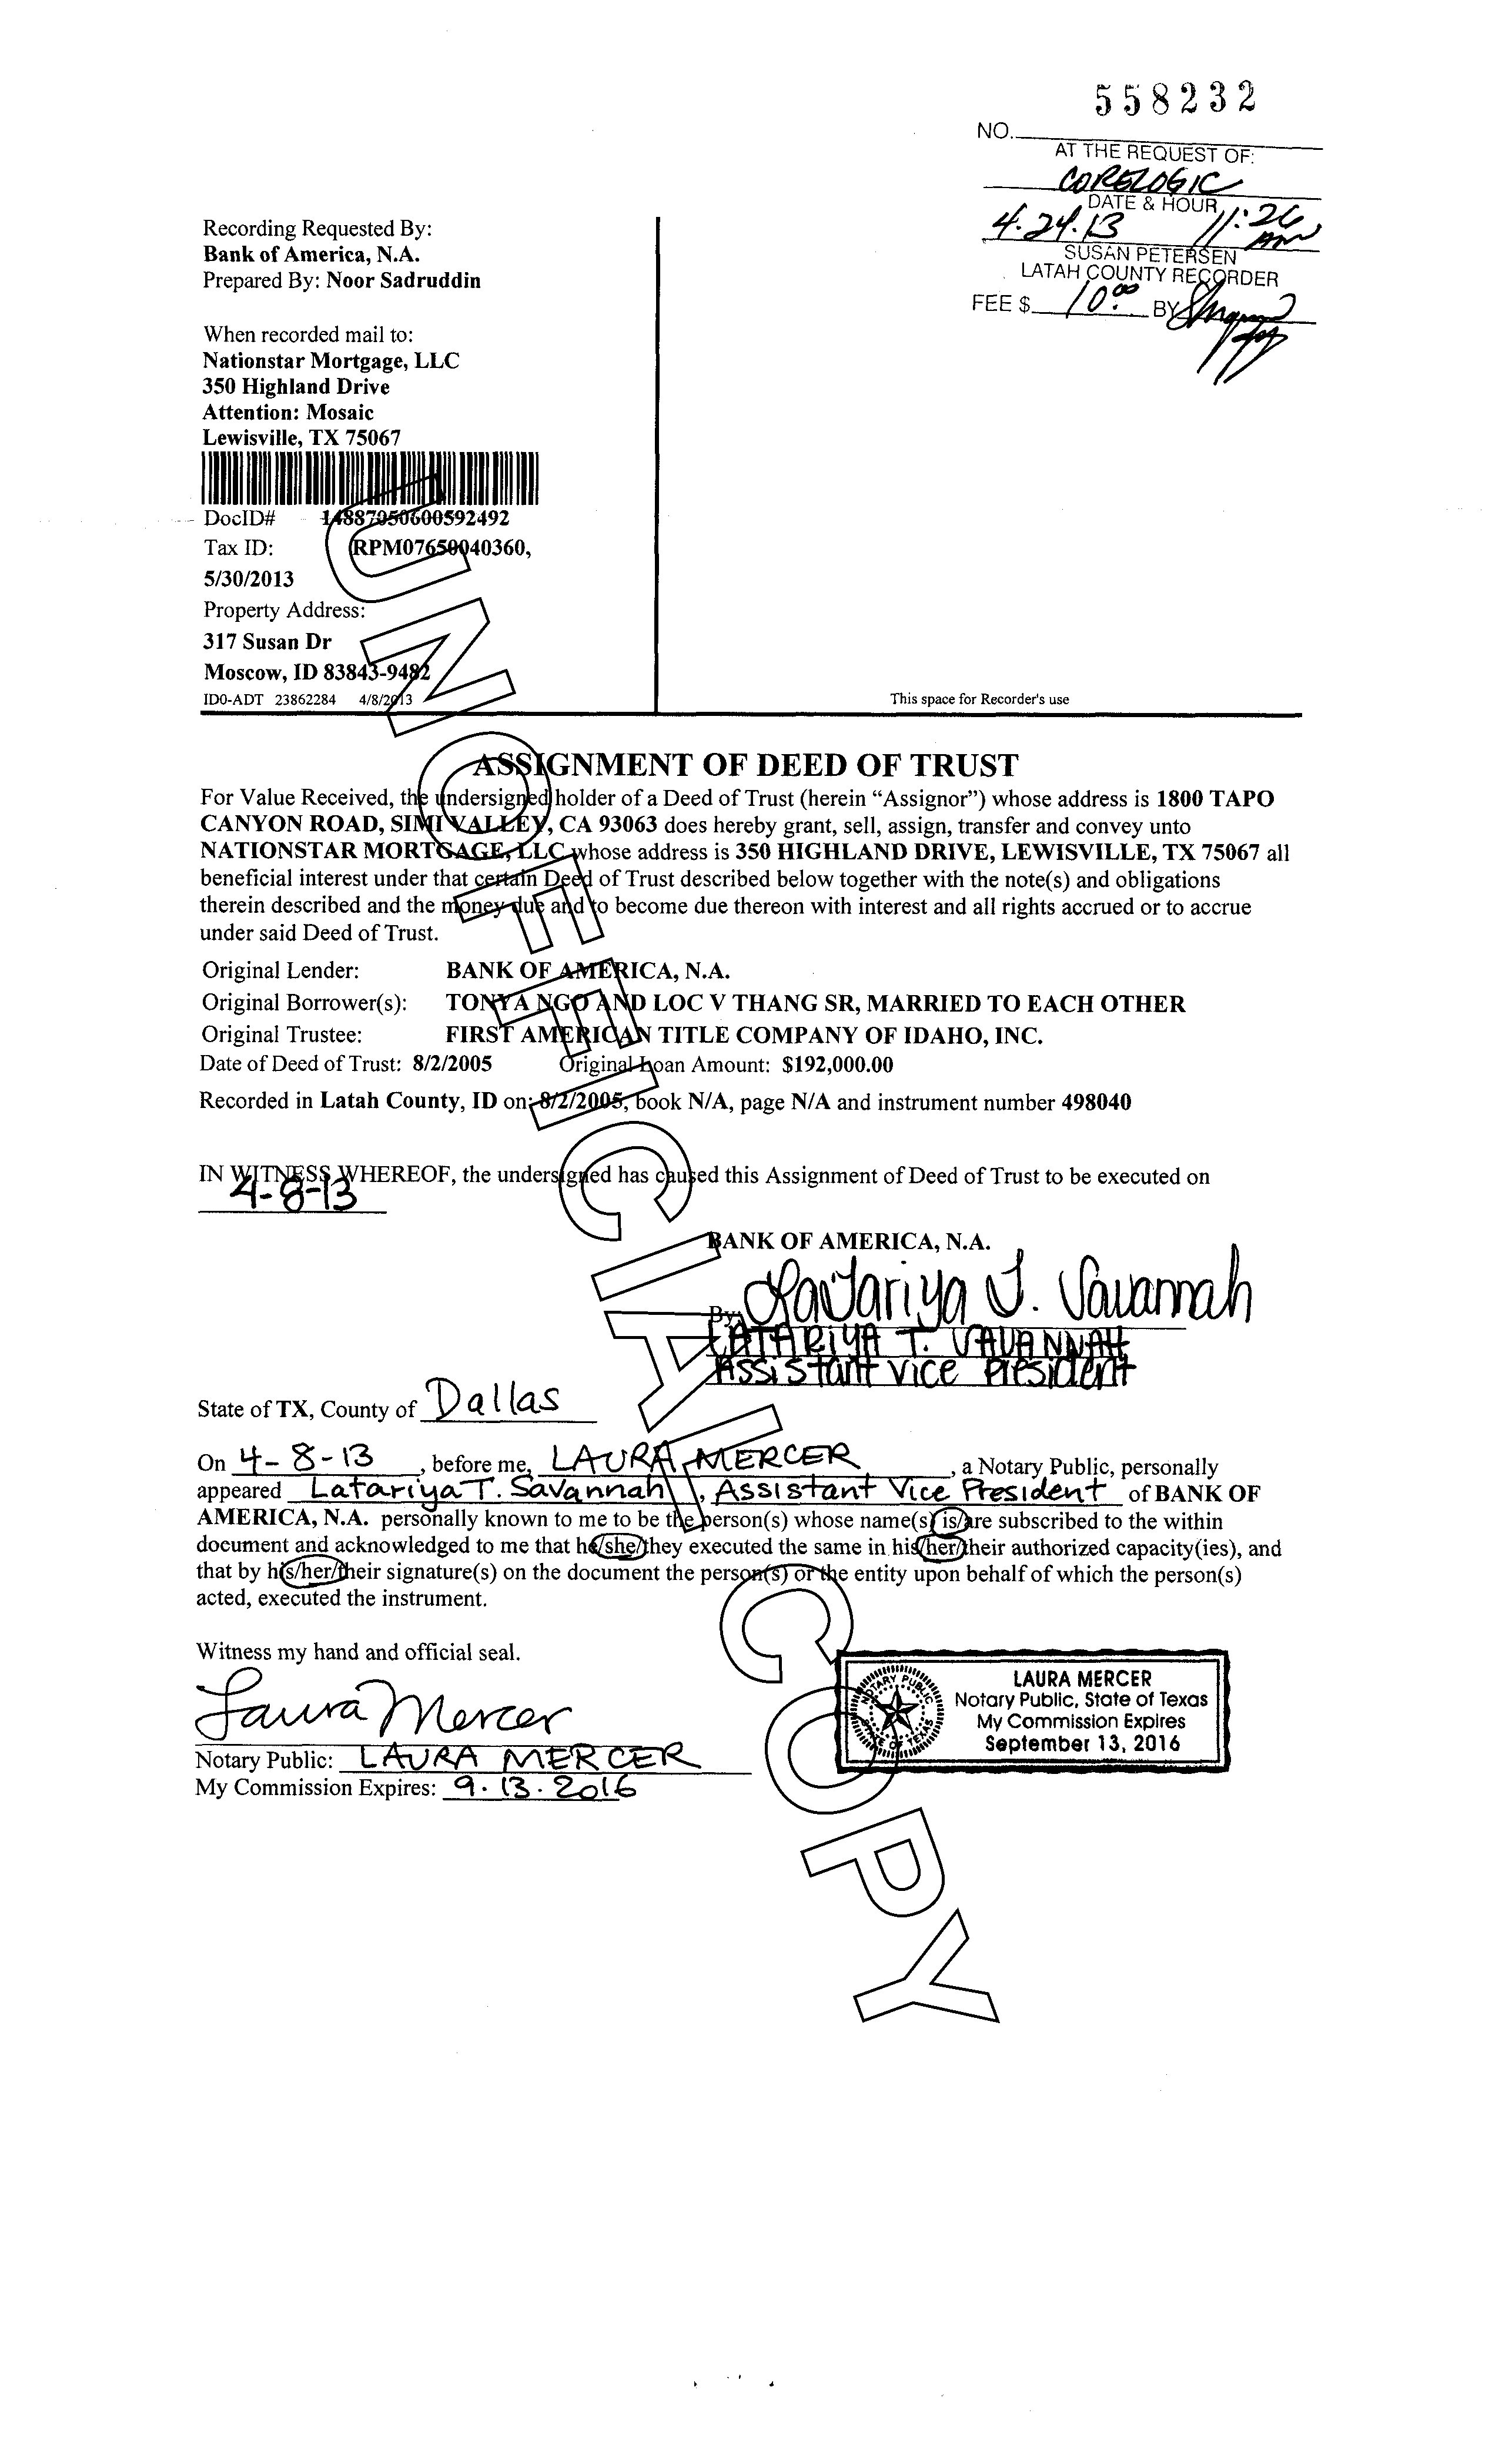 558232
NO.
AT THE REQUEST OF:
CORELOGIC
DATE & HOUR
4.24.13 11:26 AM
SUSAN PETERSEN
LATAH COUNTY RECORDER
FEE $ 10.00 BY
Recording Requested By:
Bank of America, N.A.
Prepared By: Noor Sadruddin
When recorded mail to:
Nationstar Mortgage, LLC
350 Highland Drive
Attention: Mosaic
Lewisville, TX 75067
DocID# 14887050600592492
Tax ID: RPM07650040360,
5/30/2013
Property Address:
317 Susan Dr
Moscow, ID 83843-9482
ID0-ADT 23862284 4/8/2013
This space for Recorder's use
ASSIGNMENT OF DEED OF TRUST
For Value Received, the undersigned holder of a Deed of Trust (herein “Assignor”) whose address is 1800 TAPO
CANYON ROAD, SIMI VALLEY, CA 93063 does hereby grant, sell, assign, transfer and convey unto
NATIONSTAR MORTGAGE, LLC whose address is 350 HIGHLAND DRIVE, LEWISVILLE, TX 75067 all
beneficial interest under that certain Deed of Trust described below together with the note(s) and obligations
therein described and the money due and to become due thereon with interest and all rights accrued or to accrue
under said Deed of Trust.
Original Lender: BANK OF AMERICA, N.A.
Original Borrower(s): TONYA NGO AND LOC V THANG SR, MARRIED TO EACH OTHER
Original Trustee: FIRST AMERICAN TITLE COMPANY OF IDAHO, INC.
Date of Deed of Trust: 8/2/2005 Original Loan Amount: $192,000.00
Recorded in Latah County, ID on: 8/2/2005, book N/A, page N/A and instrument number 498040
IN WITNESS WHEREOF, the undersigned has caused this Assignment of Deed of Trust to be executed on
4-8-13
BANK OF AMERICA, N.A.
By: Latariya T. Savannah
LATARIYA T. SAVANNAH
Assistant Vice President
State of TX, County of Dallas
On 4-8-13, before me, LAURA MERCER, a Notary Public, personally
appeared Latariya T. Savannah, Assistant Vice President of BANK OF
AMERICA, N.A. personally known to me to be the person(s) whose name(s) is/are subscribed to the within
document and acknowledged to me that he/she/they executed the same in his/her/their authorized capacity(ies), and
that by his/her/their signature(s) on the document the person(s) or the entity upon behalf of which the person(s)
acted, executed the instrument.
Witness my hand and official seal.
Laura Mercer
Notary Public: LAURA MERCER
My Commission Expires: 9.13.2016
NOTARY PUBLIC
STATE OF TEXAS
LAURA MERCER
Notary Public, State of Texas
My Commission Expires
September 13, 2016
UNOFFICIAL COPY